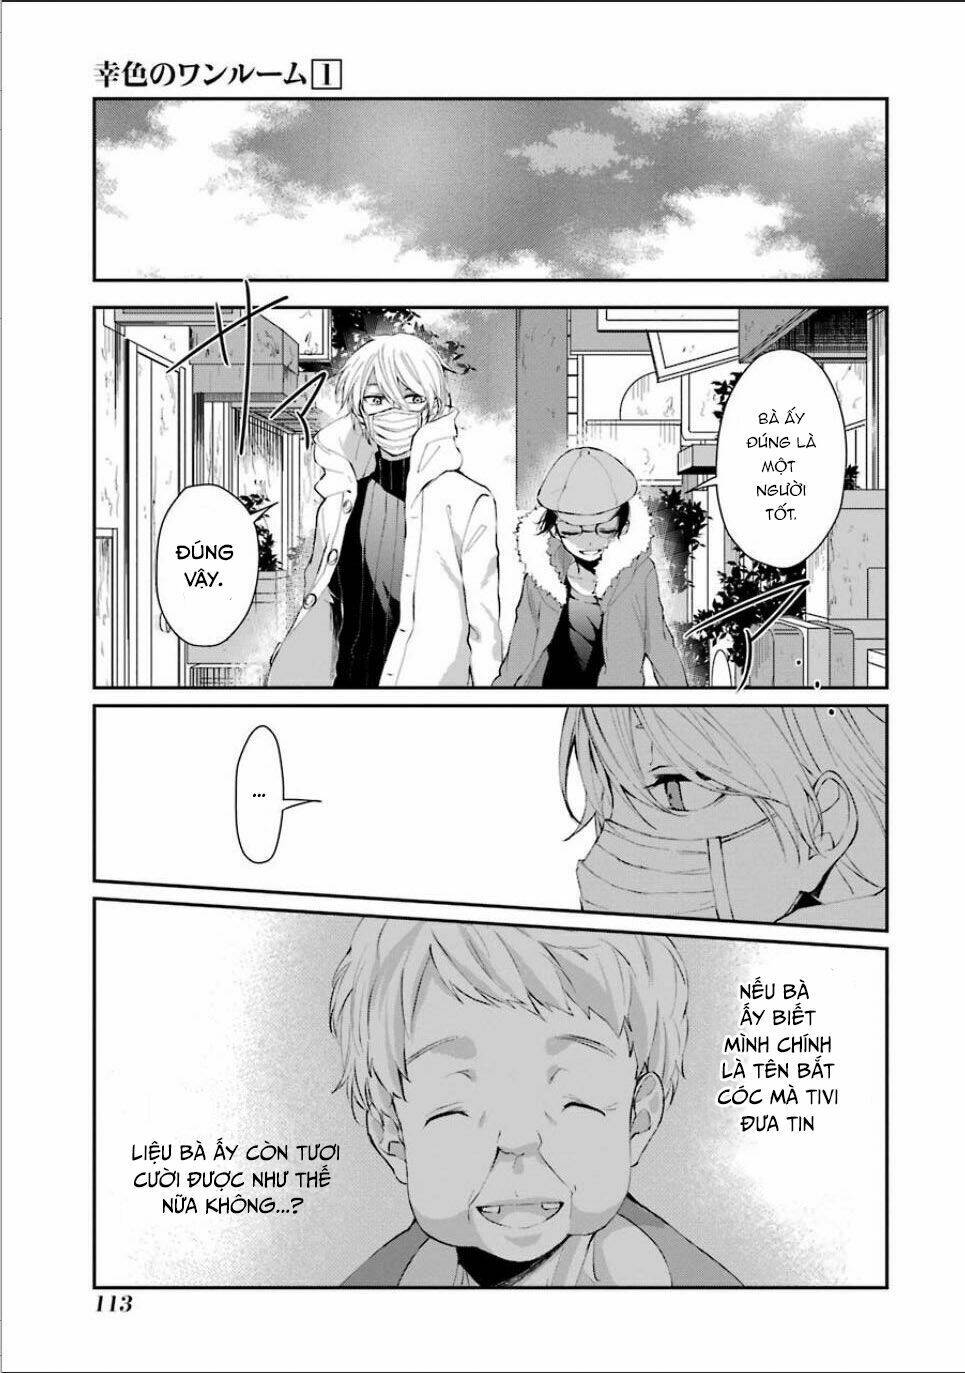 幸色のワンルーム 1
BÀ ẤY
ĐÚNG LÀ
MỘT
NGƯỜI
TỐT.
ĐÚNG
VẬY.
...
NẾU BÀ
ẤY BIẾT
MÌNH CHÍNH
LÀ TÊN BẮT
CÓC MÀ TIVI
ĐƯA TIN
LIỆU BÀ ẤY CÒN TƯƠI
CƯỜI ĐƯỢC NHƯ THẾ
NỮA KHÔNG...?
113